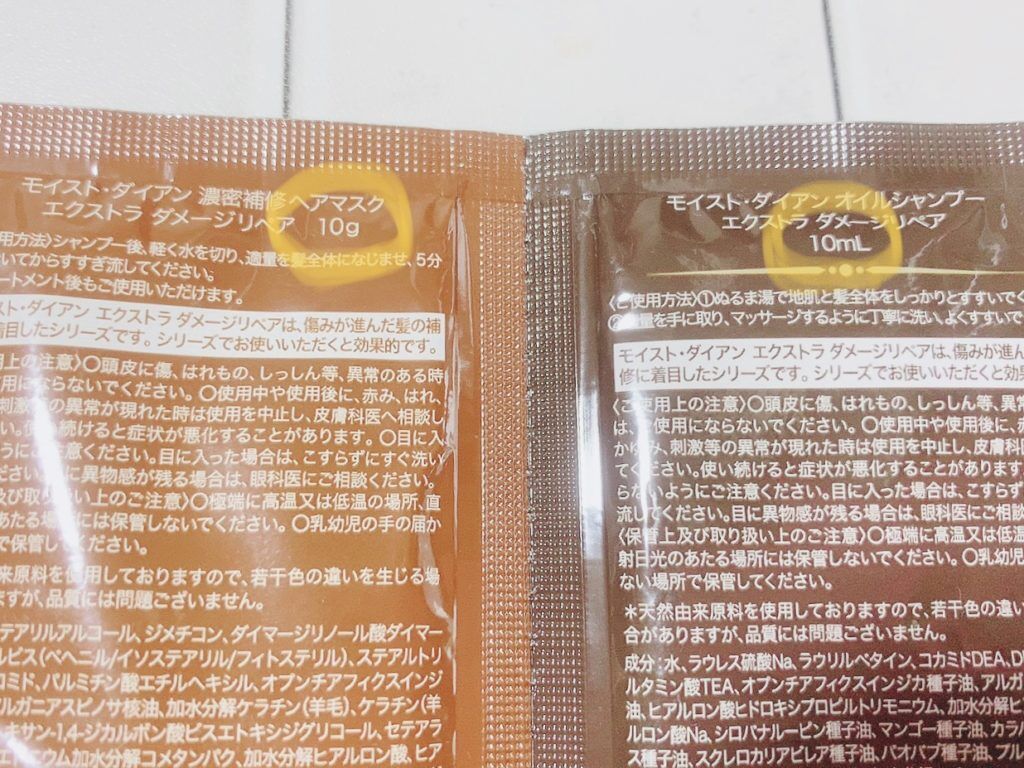 モイスト・ダイアン 濃密補修 ヘアマスク
エクストラ ダメージリペア 10g
用方法〉シャンプー後、軽く水を切り、適量を髪全体になじませ、5分
いてからすすぎ流してください。
ートメント後もご使用いただけます。
スト・ダイアン エクストラ ダメージリペアは、傷みが進んだ髪の補
着目したシリーズです。シリーズでお使いいただくと効果的です。
用上の注意〉〇頭皮に傷、はれもの、しっしん等、異常のある時
用にならないでください。〇使用中や使用後に、赤み、はれ、
刺激等の異常が現れた時は使用を中止し、皮膚科医へ相談し
い。使い続けると症状が悪化することがあります。〇目に入
うにご注意ください。目に入った場合は、こすらずにすぐ洗い
ださい。目に異物感が残る場合は、眼科医にご相談ください。
及び取り扱い上のご注意〉〇極端に高温又は低温の場所、直
あたる場所には保管しないでください。〇乳幼児の手の届か
で保管してください。
来原料を使用しておりますので、若干色の違いを生じる場
ますが、品質には問題ございません。
テアリルアルコール、ジメチコン、ダイマージリノール酸ダイマー
ルビス(ベヘニル/イソステアリル/フィトステリル)、ステアルトリ
ロミド、パルミチン酸エチルヘキシル、オプンチアフィクスインジ
ルガニアスピノサ核油、加水分解ケラチン(羊毛)、ケラチン(羊
キサン-1,4-ジカルボン酸ビスエトキシジグリコール、セテアラ
ニウム加水分解コメタンパク、加水分解ヒアルロン酸、ヒア
モイスト・ダイアン オイルシャンプー
エクストラ ダメージリペア
10mL
〈ご使用方法〉①ぬるま湯で地肌と髪全体をしっかりとすすいでく
②適量を手に取り、マッサージするように丁寧に洗い、よくすすいで
モイスト・ダイアン エクストラ ダメージリペアは、傷みが進ん
修に着目したシリーズです。シリーズでお使いいただくと効果
〈ご使用上の注意〉〇頭皮に傷、はれもの、しっしん等、異常
は、ご使用にならないでください。〇使用中や使用後に、赤
かゆみ、刺激等の異常が現れた時は使用を中止し、皮膚科
てください。使い続けると症状が悪化することがあります
らないようにご注意ください。目に入った場合は、こすらず
流してください。目に異物感が残る場合は、眼科医にご相談
〈保管上及び取り扱い上のご注意〉〇極端に高温又は低温
射日光のあたる場所には保管しないでください。〇乳幼児
ない場所で保管してください。
＊天然由来原料を使用しておりますので、若干色の違い
合がありますが、品質には問題ございません。
成分:水、ラウレス硫酸Na、ラウリルベタイン、コカミドDEA、
ルタミン酸TEA、オプンチアフィクスインジカ種子油、アルガ
油、ヒアルロン酸ヒドロキシプロピルトリモニウム、加水分解ヒ
ルロン酸Na、シロバナルーピン種子油、マンゴー種子油、カラ
ス種子油、スクレロカリアビレア種子油、バオバブ種子油、プル